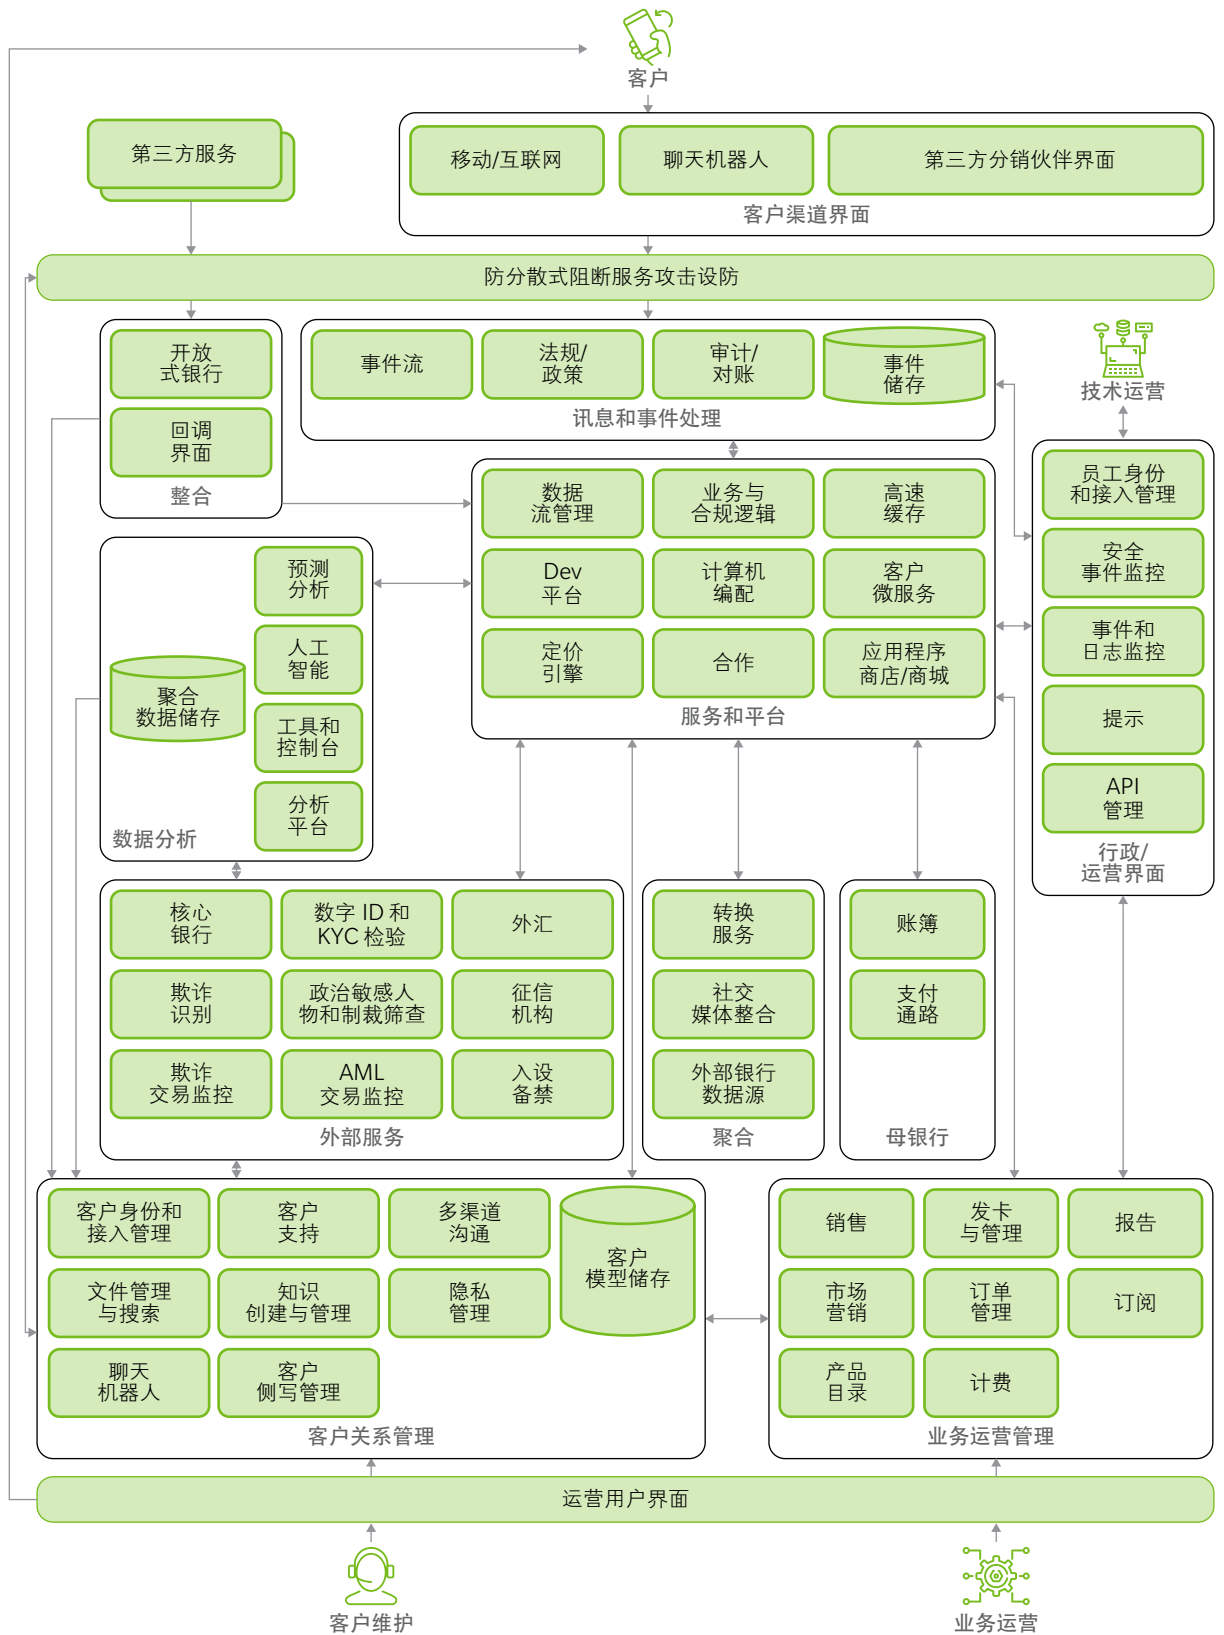 客户
第三方服务
移动/互联网
聊天机器人
第三方分销伙伴界面
客户渠道界面
防分散式阻断服务攻击设防
开放
式银行
回调
界面
整合
事件流
法规/
政策
审计/
对账
事件
储存
讯息和事件处理
技术运营
数据
流管理
业务与
合规逻辑
高速
缓存
Dev
平台
计算机
编配
客户
微服务
定价
引擎
合作
应用程序
商店/商城
服务和平台
员工身份
和接入管理
安全
事件监控
事件和
日志监控
提示
API
管理
行政/
运营界面
预测
分析
人工
智能
聚合
数据储存
工具和
控制台
分析
平台
数据分析
核心
银行
数字 ID 和
KYC 检验
外汇
欺诈
识别
政治敏感人
物和制裁筛查
征信
机构
欺诈
交易监控
AML
交易监控
入设
备禁
外部服务
转换
服务
社交
媒体整合
外部银行
数据源
聚合
账簿
支付
通路
母银行
客户身份和
接入管理
客户
支持
多渠道
沟通
客户
模型储存
文件管理
与搜索
知识
创建与管理
隐私
管理
聊天
机器人
客户
侧写管理
客户关系管理
销售
发卡
与管理
报告
市场
营销
订单
管理
订阅
产品
目录
计费
业务运营管理
运营用户界面
客户维护
业务运营